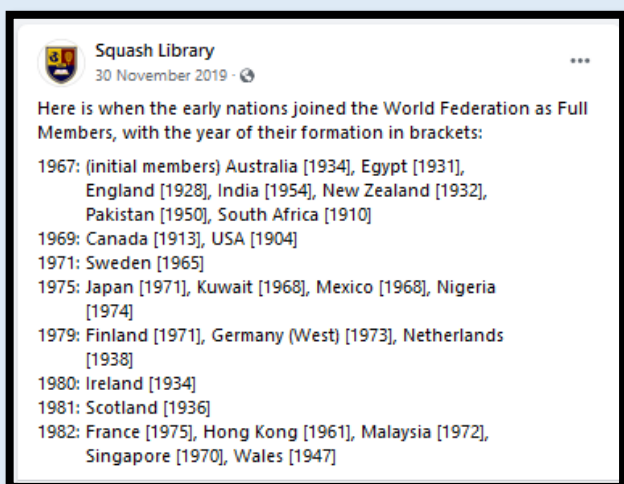 Squash Library
30 November 2019 ·
Here is when the early nations joined the World Federation as Full
Members, with the year of their formation in brackets:
1967: (initial members) Australia [1934], Egypt [1931],
England [1928], India [1954], New Zealand [1932],
Pakistan [1950], South Africa [1910]
1969: Canada [1913], USA [1904]
1971: Sweden [1965]
1975: Japan [1971], Kuwait [1968], Mexico [1968], Nigeria
[1974]
1979: Finland [1971], Germany (West) [1973], Netherlands
[1938]
1980: Ireland [1934]
1981: Scotland [1936]
1982: France [1975], Hong Kong [1961], Malaysia [1972],
Singapore [1970], Wales [1947]